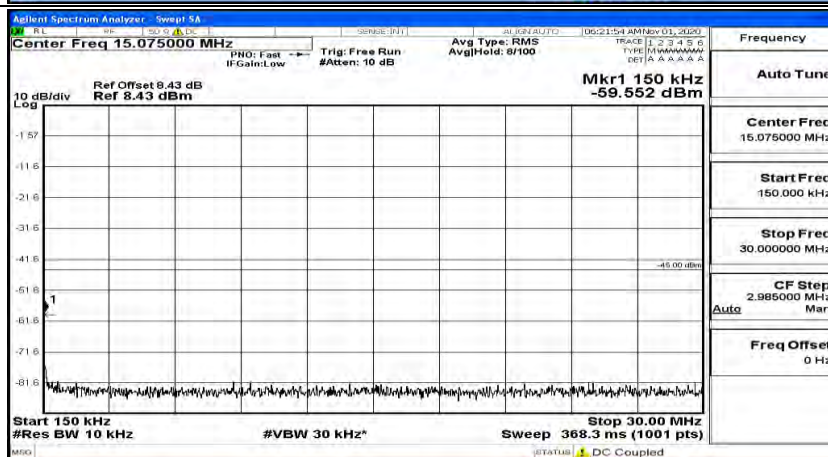 Agilent Spectrum Analyzer - Swept SA
RL RF 50 Ω DC SENSE:INT ALIGN AUTO 06:21:54 AM Nov 01, 2020
Center Freq 15.075000 MHz
PNO: Fast
IFGain:Low
Trig: Free Run
#Atten: 10 dB
Avg Type: RMS
Avg|Hold: 8/100
TRACE 1 2 3 4 5 6
TYPE MWWWWW
DET A A A A A A
Ref Offset 8.43 dB
10 dB/div Ref 8.43 dBm
Log
Mkr1 150 kHz
-59.552 dBm
-1.57
-11.6
-21.6
-31.6
-41.6
-45.00 dBm
-51.6
1
-61.6
-71.6
-81.6
Start 150 kHz
Stop 30.00 MHz
#Res BW 10 kHz
#VBW 30 kHz*
Sweep 368.3 ms (1001 pts)
MSG
STATUS DC Coupled
Frequency
Auto Tune
Center Freq
15.075000 MHz
Start Freq
150.000 kHz
Stop Freq
30.000000 MHz
CF Step
2.985000 MHz
Auto Man
Freq Offset
0 Hz